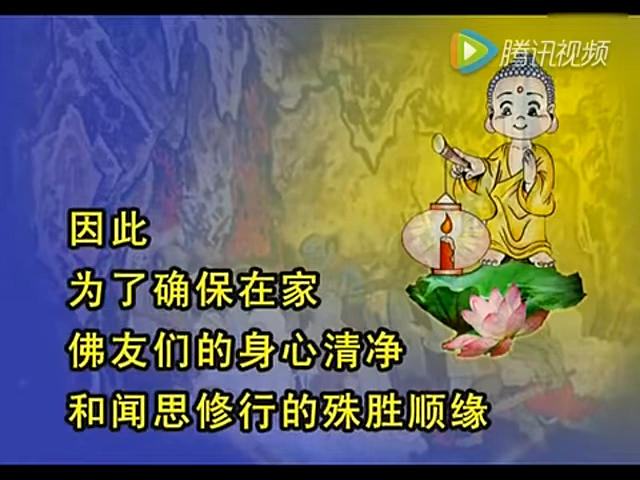 腾讯视频
因此
为了确保在家
佛友们的身心清净
和闻思修行的殊胜顺缘